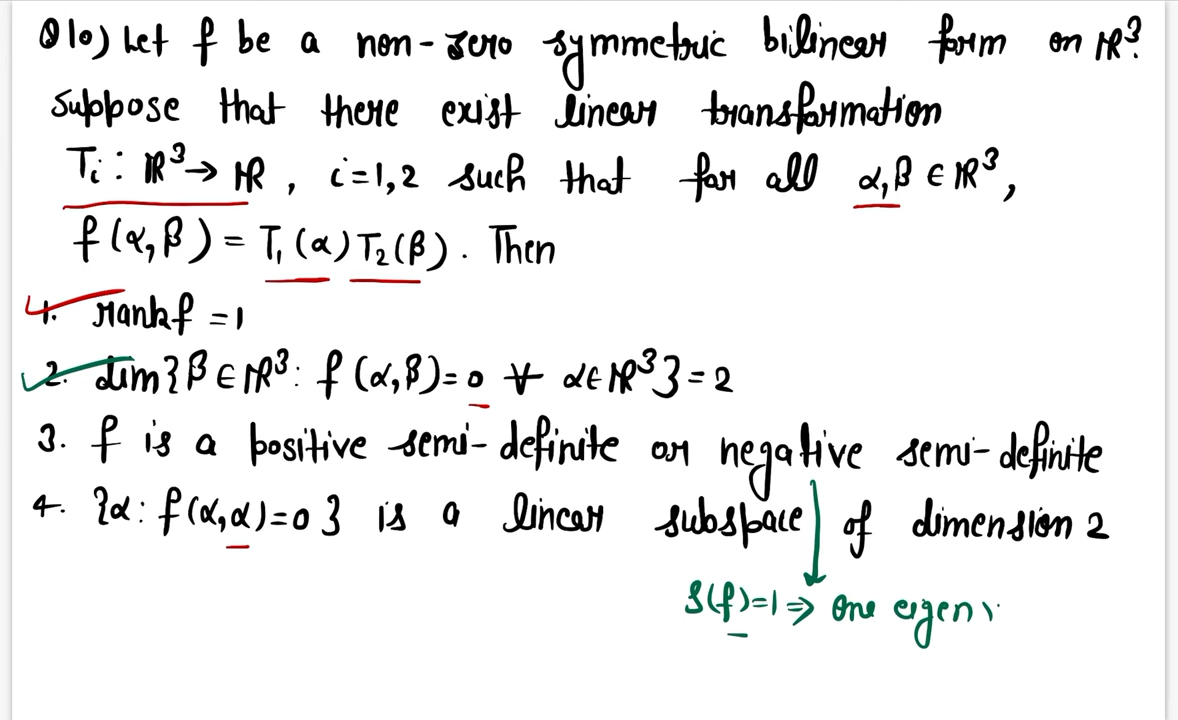 Q10) Let f be a non-zero symmetric bilinear form on ℝ³.
Suppose that there exist linear transformation
Tᵢ : ℝ³ → ℝ , i=1,2 such that for all α,β ∈ ℝ³,
f(α,β) = T₁(α) T₂(β). Then
1. rank f = 1
2. dim{β ∈ ℝ³: f(α,β)=0 ∀ α∈ℝ³}=2
3. f is a positive semi-definite or negative semi-definite
4. {α: f(α,α)=0} is a linear subspace of dimension 2
ρ(f)=1 ⇒ one eigen